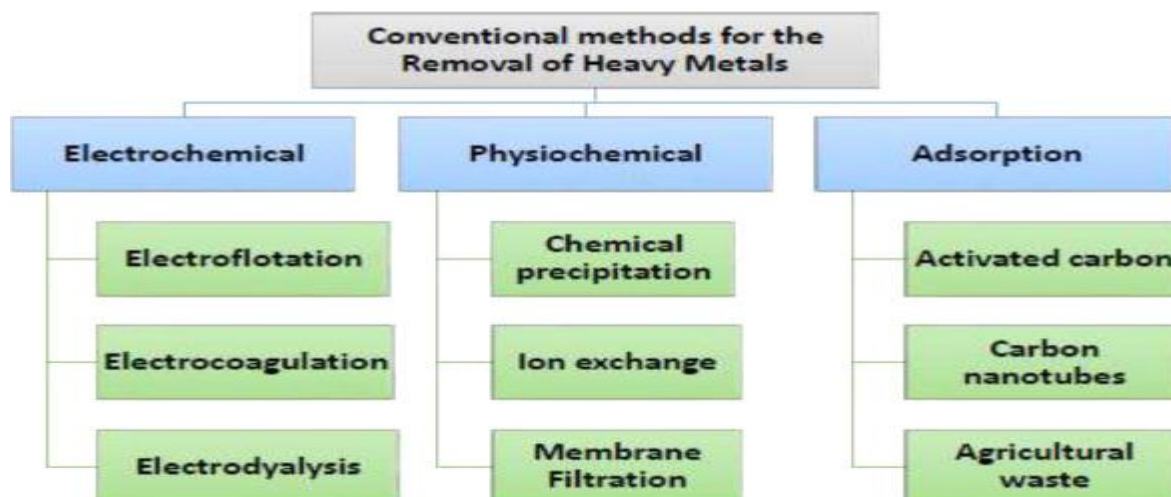 Conventional methods for the
Removal of Heavy Metals
Electrochemical
Physiochemical
Adsorption
Electroflotation
Chemical
precipitation
Activated carbon
Electrocoagulation
Ion exchange
Carbon
nanotubes
Electrodyalysis
Membrane
Filtration
Agricultural
waste